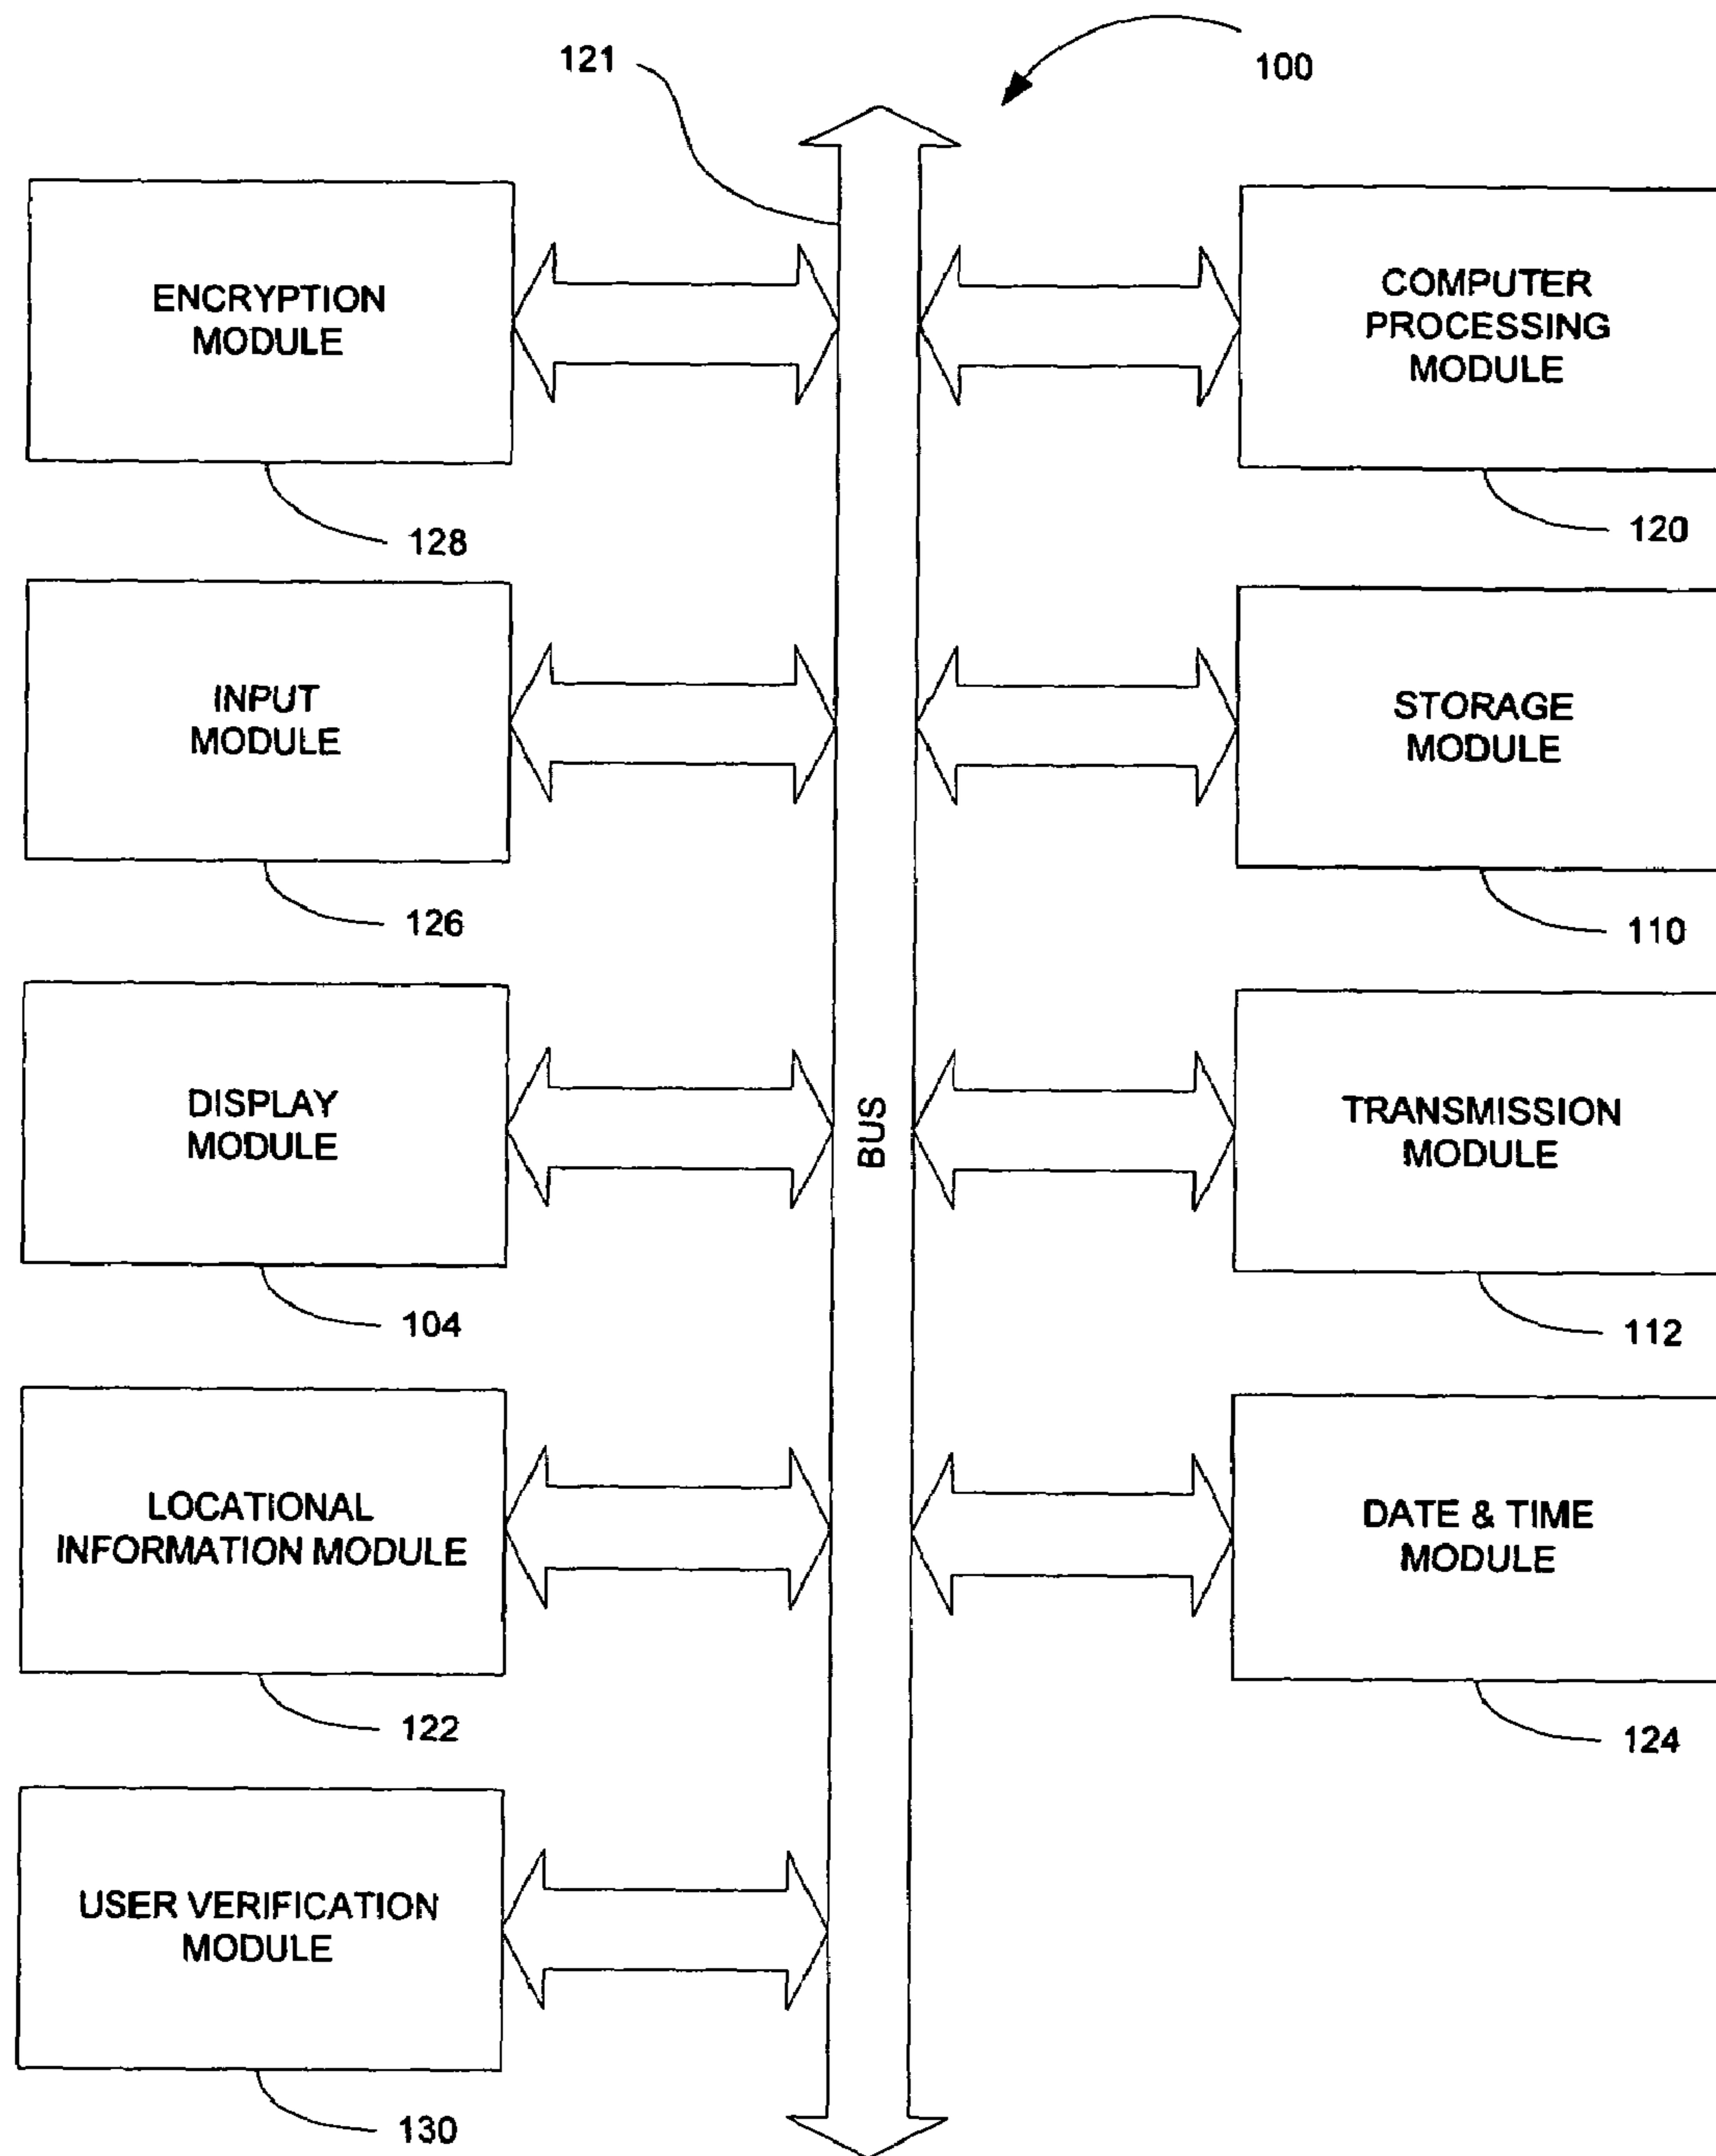 121
100
ENCRYPTION
MODULE
128
COMPUTER
PROCESSING
MODULE
120
INPUT
MODULE
126
STORAGE
MODULE
110
DISPLAY
MODULE
104
BUS
TRANSMISSION
MODULE
112
LOCATIONAL
INFORMATION MODULE
122
DATE & TIME
MODULE
124
USER VERIFICATION
MODULE
130